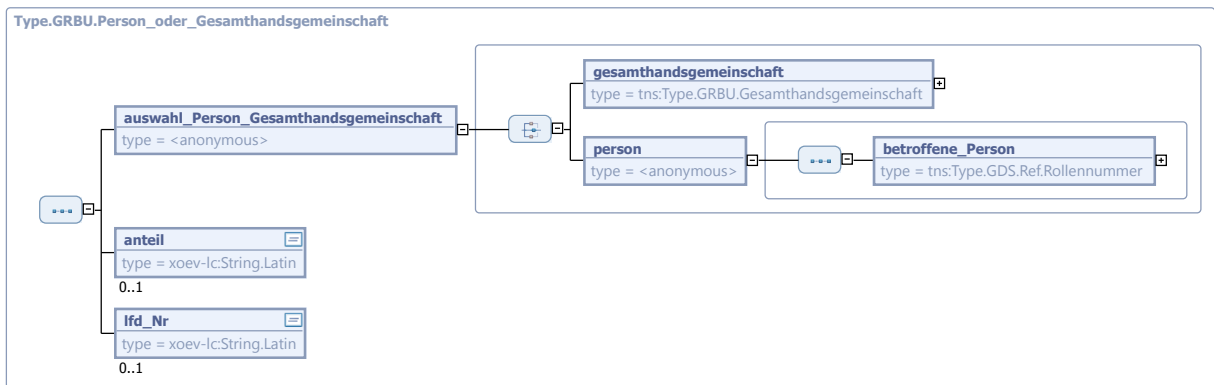 Type.GRBU.Person_oder_Gesamthandsgemeinschaft
gesamthandsgemeinschaft
type = tns:Type.GRBU.Gesamthandsgemeinschaft
auswahl_Person_Gesamthandsgemeinschaft
type = <anonymous>
person
type = <anonymous>
betroffene_Person
type = tns:Type.GDS.Ref.Rollennummer
anteil
type = xoev-lc:String.Latin
0..1
lfd_Nr
type = xoev-lc:String.Latin
0..1